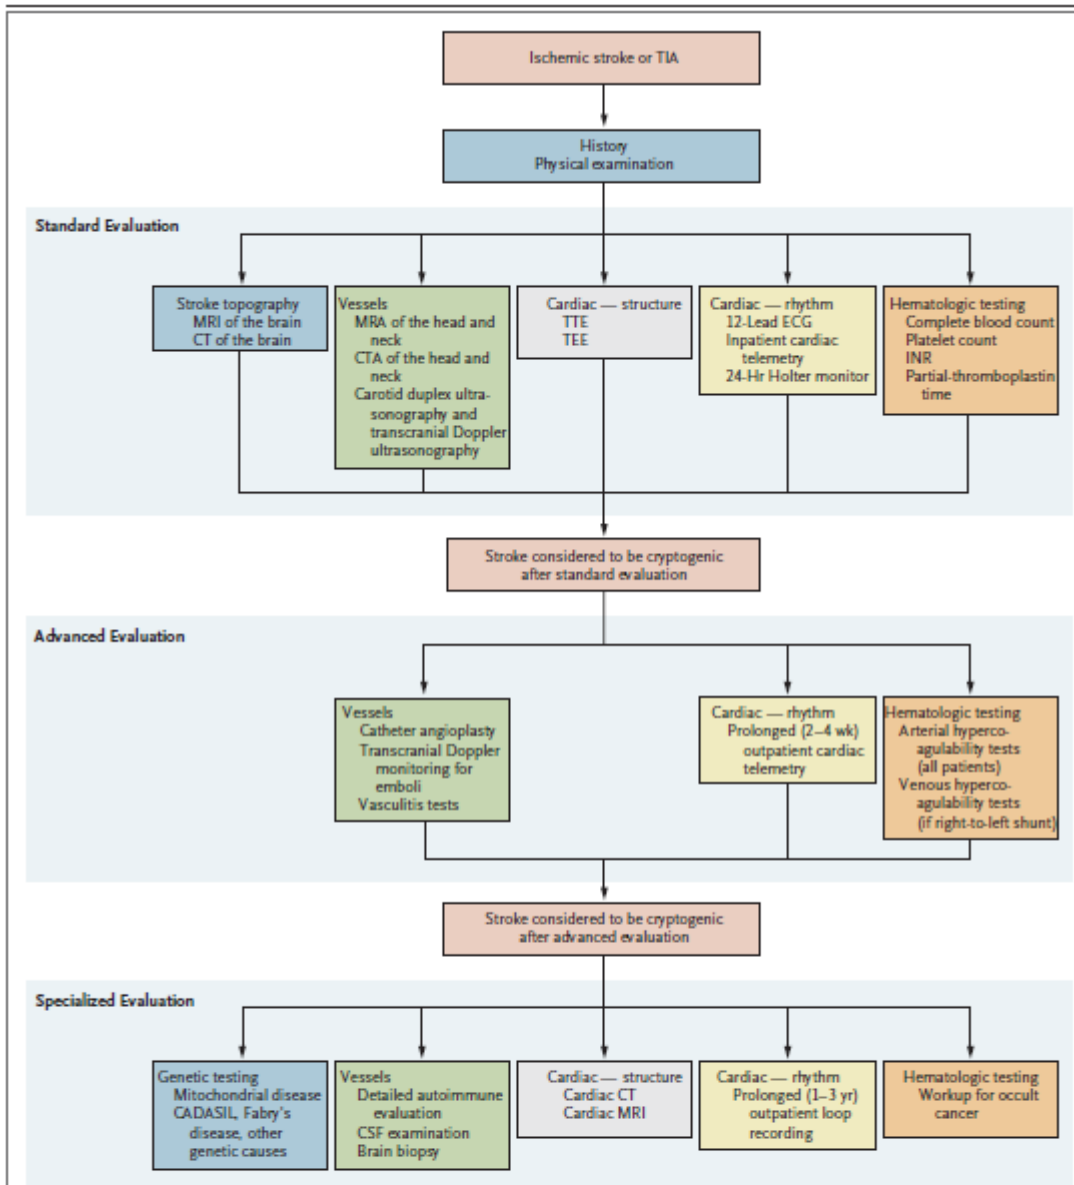 Ischemic stroke or TIA
History
Physical examination
Standard Evaluation
Stroke topography
MRI of the brain
CT of the brain
Vessels
MRA of the head and
neck
CTA of the head and
neck
Carotid duplex ultra-
sonography and
transcranial Doppler
ultrasonography
Cardiac — structure
TTE
TEE
Cardiac — rhythm
12-Lead ECG
Inpatient cardiac
telemetry
24-Hr Holter monitor
Hematologic testing
Complete blood count
Platelet count
INR
Partial-thromboplastin
time
Stroke considered to be cryptogenic
after standard evaluation
Advanced Evaluation
Vessels
Catheter angioplasty
Transcranial Doppler
monitoring for
emboli
Vasculitis tests
Cardiac — rhythm
Prolonged (2–4 wk)
outpatient cardiac
telemetry
Hematologic testing
Arterial hyperco-
agulability tests
(all patients)
Venous hyperco-
agulability tests
(if right-to-left shunt)
Stroke considered to be cryptogenic
after advanced evaluation
Specialized Evaluation
Genetic testing
Mitochondrial disease
CADASIL, Fabry's
disease, other
genetic causes
Vessels
Detailed autoimmune
evaluation
CSF examination
Brain biopsy
Cardiac — structure
Cardiac CT
Cardiac MRI
Cardiac — rhythm
Prolonged (1–3 yr)
outpatient loop
recording
Hematologic testing
Workup for occult
cancer